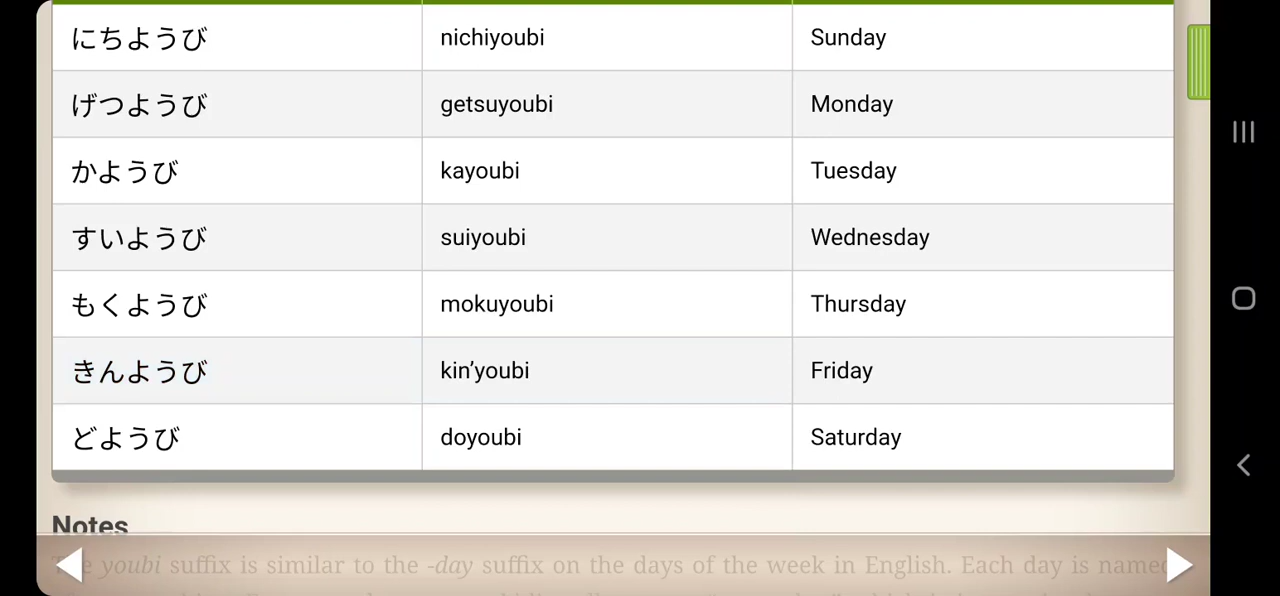 にちようび nichiyoubi Sunday
げつようび getsuyoubi Monday
かようび kayoubi Tuesday
すいようび suiyoubi Wednesday
もくようび mokuyoubi Thursday
きんようび kin’youbi Friday
どようび doyoubi Saturday
Notes
youbi suffix is similar to the -day suffix on the days of the week in English. Each day is named